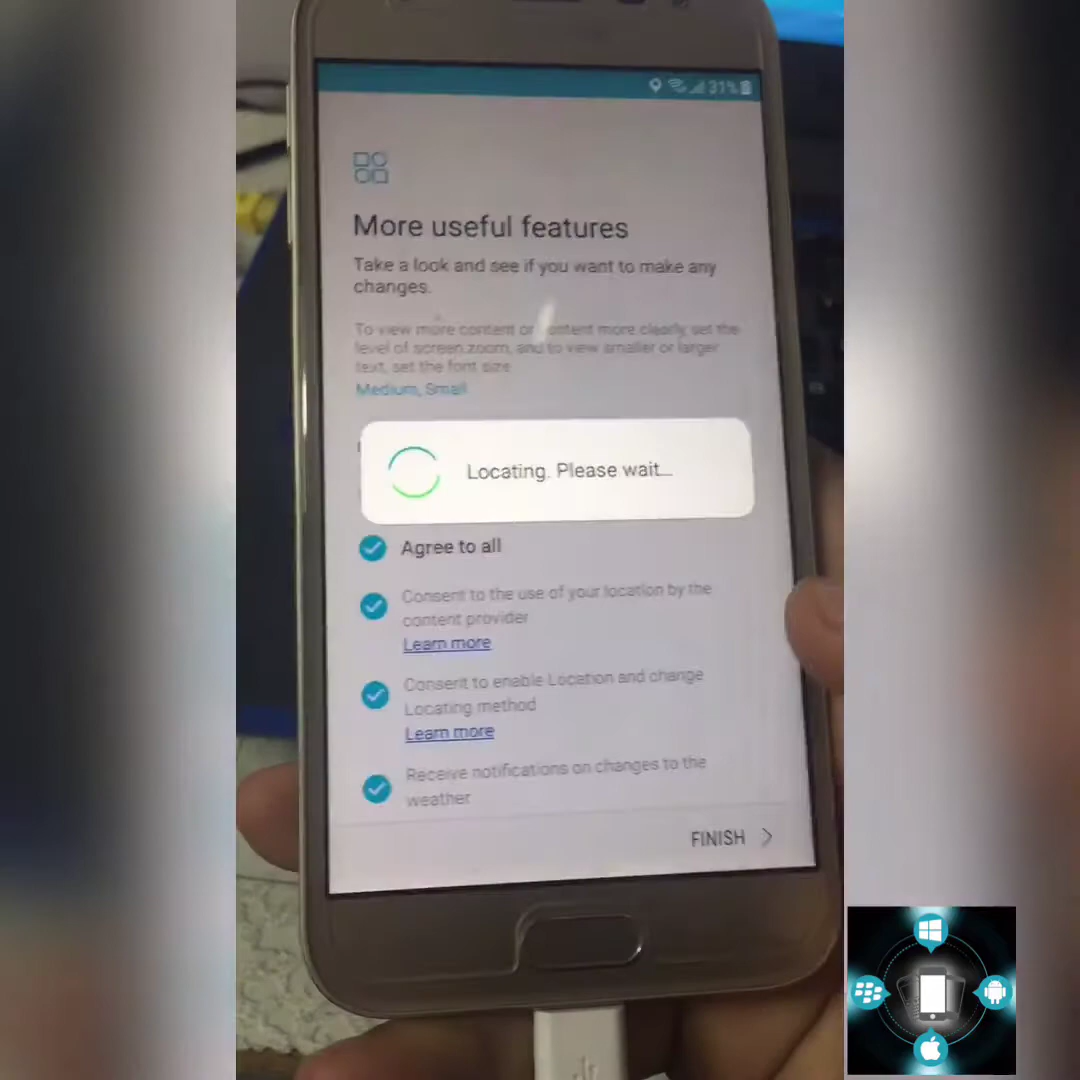 31%
More useful features
Take a look and see if you want to make any
changes.
To view more content or content more clearly, set the
level of screen zoom, and to view smaller or larger
text, set the font size
Medium, Small
Locating. Please wait...
Agree to all
Consent to the use of your location by the
content provider
Learn more
Consent to enable Location and change
Locating method
Learn more
Receive notifications on changes to the
weather
FINISH